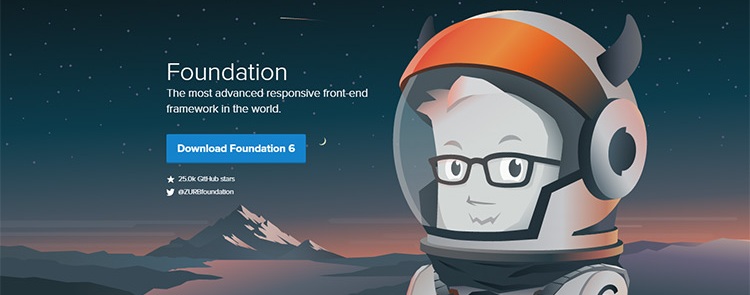 Foundation
The most advanced responsive front-end
framework in the world.
Download Foundation 6
25.0k GitHub stars
@ZURBfoundation